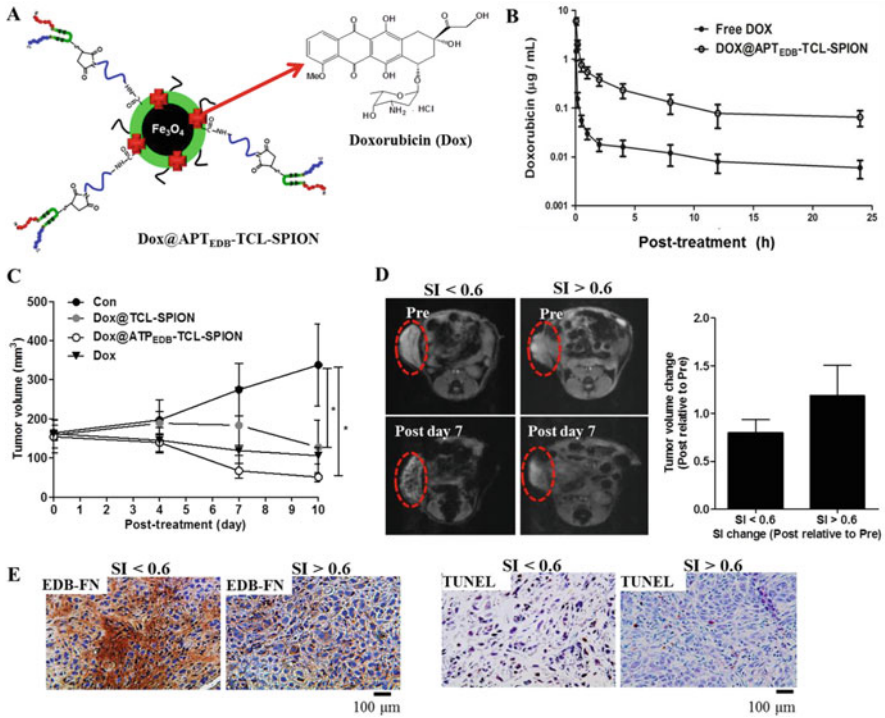 A
Fe3O4
O
O
OH
OH
O
OH
OMe
O
OH
O
O
OH
NH2
· HCl
Doxorubicin (Dox)
Dox@APTEDB-TCL-SPION
B
Free DOX
DOX@APTEDB-TCL-SPION
Doxorubicin (µg / mL)
10
1
0.1
0.01
0.001
0 5 10 15 20 25
Post-treatment (h)
C
Con
Dox@TCL-SPION
Dox@ATPEDB-TCL-SPION
Dox
Tumor volume (mm3)
500
400
300
200
100
0
0 1 2 3 4 5 6 7 8 9 10
*
*
Post-treatment (day)
D
SI < 0.6 SI > 0.6
Pre Pre
Post day 7 Post day 7
Tumor volume change
(Post relative to Pre)
2.0
1.5
1.0
0.5
0.0
SI < 0.6 SI > 0.6
SI change (Post relative to Pre)
E
SI < 0.6 SI > 0.6
EDB-FN EDB-FN
100 µm
SI < 0.6 SI > 0.6
TUNEL TUNEL
100 µm